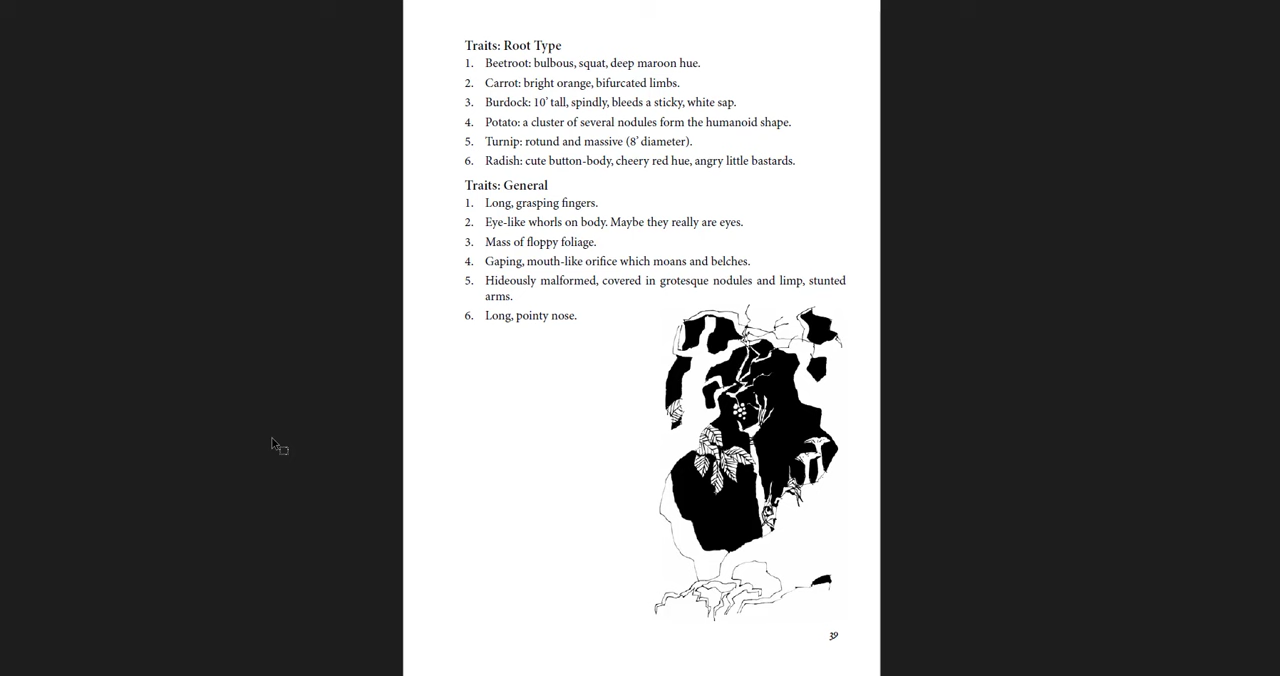 Traits: Root Type
1. Beetroot: bulbous, squat, deep maroon hue.
2. Carrot: bright orange, bifurcated limbs.
3. Burdock: 10’ tall, spindly, bleeds a sticky, white sap.
4. Potato: a cluster of several nodules form the humanoid shape.
5. Turnip: rotund and massive (8’ diameter).
6. Radish: cute button-body, cheery red hue, angry little bastards.
Traits: General
1. Long, grasping fingers.
2. Eye-like whorls on body. Maybe they really are eyes.
3. Mass of floppy foliage.
4. Gaping, mouth-like orifice which moans and belches.
5. Hideously malformed, covered in grotesque nodules and limp, stunted
arms.
6. Long, pointy nose.
39